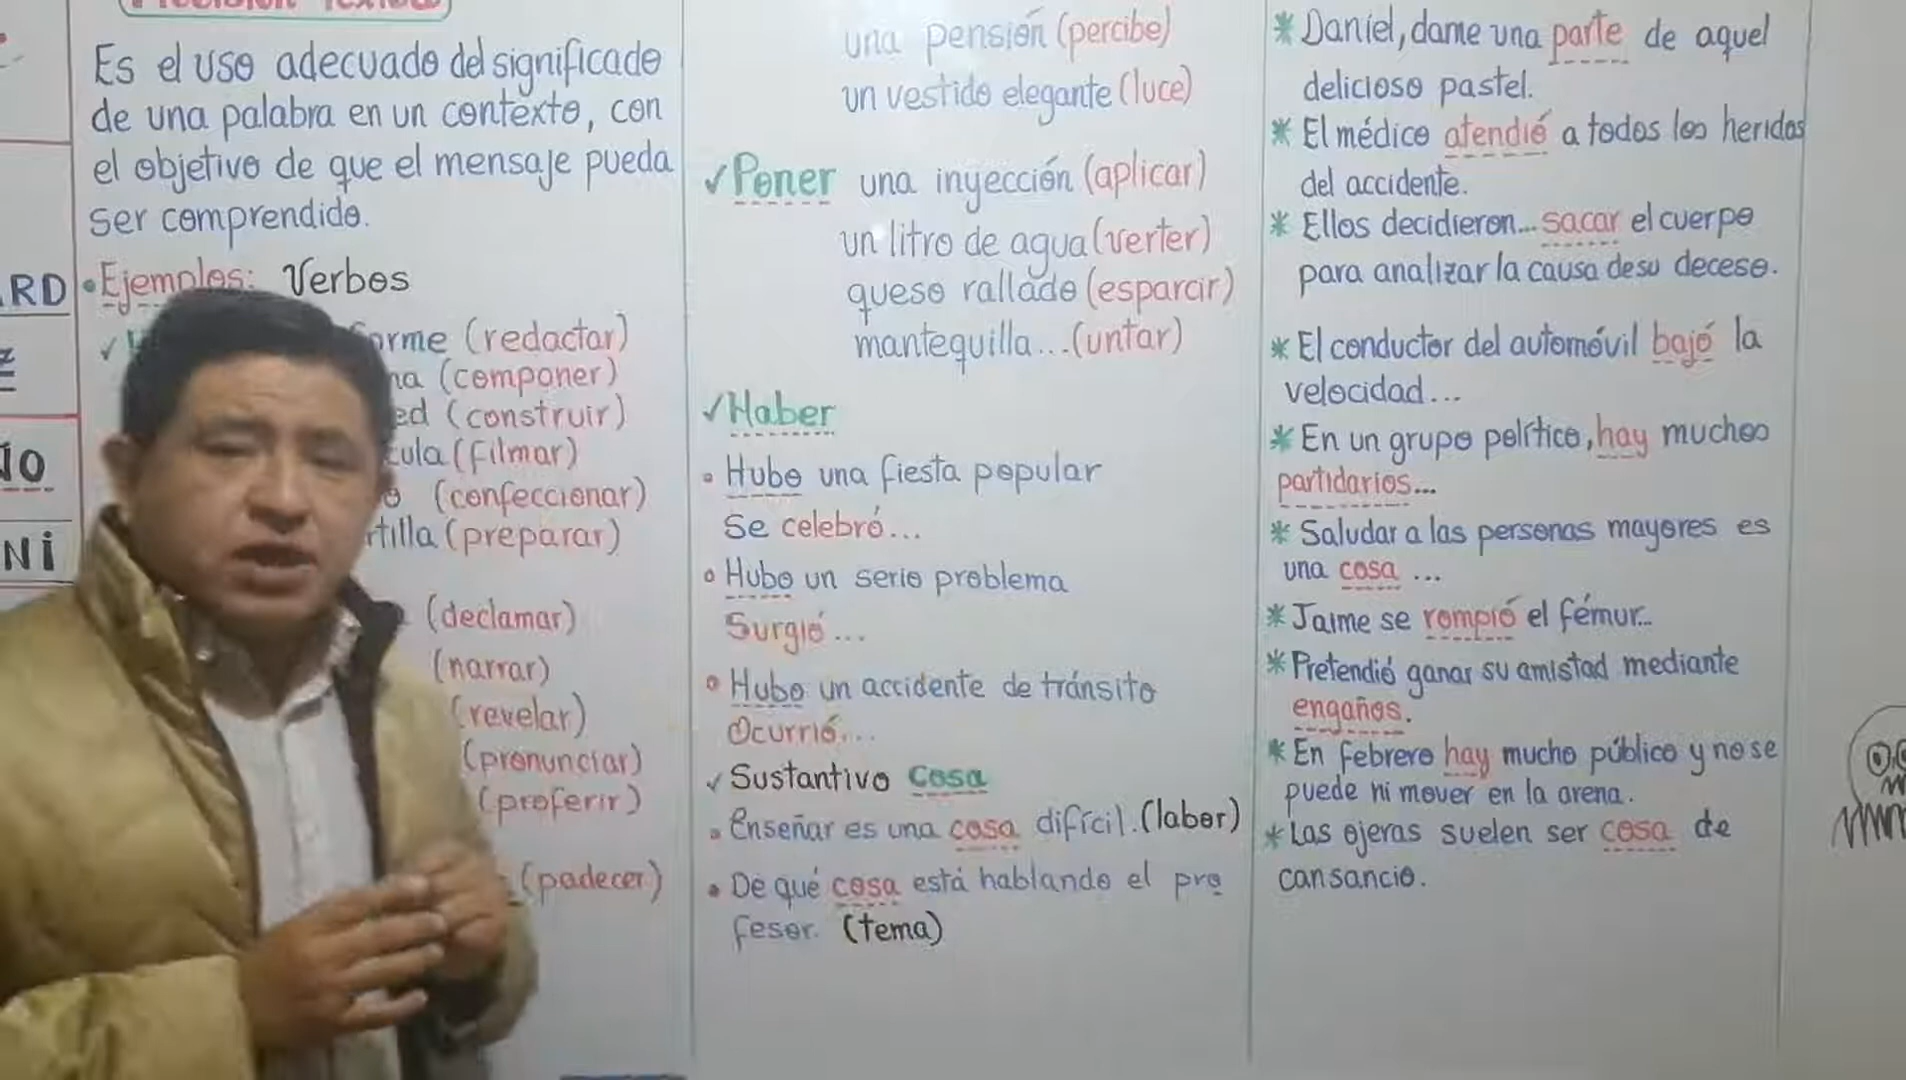 Precisión Textual
Es el uso adecuado del significado
de una palabra en un contexto, con
el objetivo de que el mensaje pueda
ser comprendido.
• Ejemplos: Verbos
(redactar)
(componer)
(construir)
(filmar)
(confeccionar)
(preparar)
(declamar)
(narrar)
(revelar)
(pronunciar)
(proferir)
(padecer)
una pensión (percibe)
un vestido elegante (luce)
✓ Poner una inyección (aplicar)
un litro de agua (verter)
queso rallado (esparcir)
mantequilla... (untar)
✓ Haber
• Hubo una fiesta popular
Se celebró...
• Hubo un serio problema
Surgió...
• Hubo un accidente de tránsito
Ocurrió...
✓ Sustantivo Cosa
• Enseñar es una cosa difícil. (labor)
• De qué cosa está hablando el pro
fesor. (tema)
* Daniel, dame una parte de aquel
delicioso pastel.
* El médico atendió a todos los heridos
del accidente.
* Ellos decidieron... sacar el cuerpo
para analizar la causa de su deceso.
* El conductor del automóvil bajó la
velocidad...
* En un grupo político, hay muchos
partidarios...
* Saludar a las personas mayores es
una cosa ...
* Jaime se rompió el fémur...
* Pretendió ganar su amistad mediante
engaños.
* En febrero hay mucho público y no se
puede ni mover en la arena.
* Las ojeras suelen ser cosa de
cansancio.